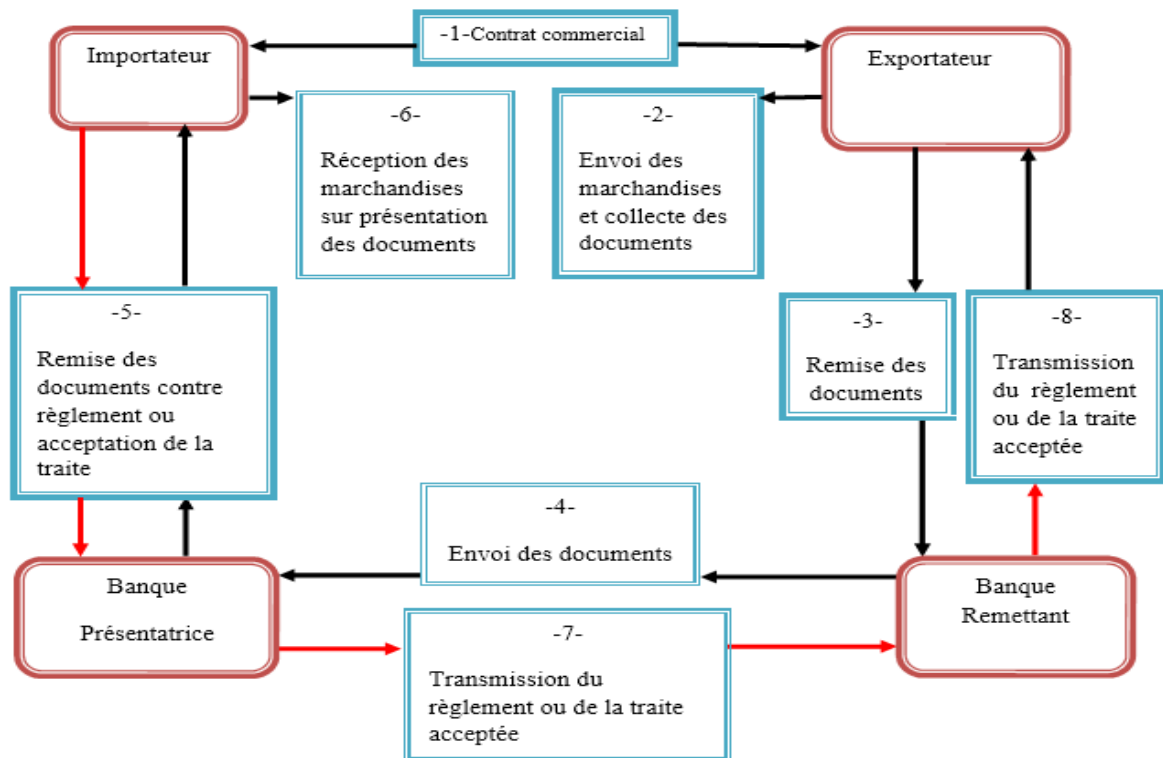 -1-Contrat commercial
Importateur
Exportateur
-6-
Réception des
marchandises
sur présentation
des documents
-2-
Envoi des
marchandises
et collecte des
documents
-5-
Remise des
documents contre
règlement ou
acceptation de la
traite
-3-
Remise des
documents
-8-
Transmission
du règlement
ou de la traite
acceptée
-4-
Envoi des documents
Banque
Présentatrice
Banque
Remettant
-7-
Transmission du
règlement ou de la traite
acceptée